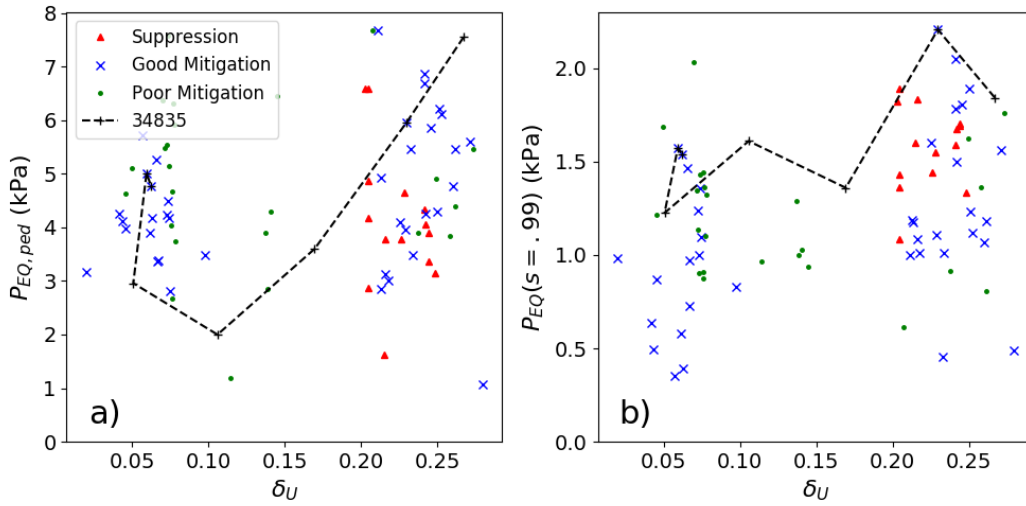 8
7
6
5
4
3
2
1
0
P_{EQ,ped} (kPa)
Suppression
Good Mitigation
Poor Mitigation
34835
a)
0.05 0.10 0.15 0.20 0.25
δ_U
2.0
1.5
1.0
0.5
0.0
P_{EQ}(s = .99) (kPa)
b)
0.05 0.10 0.15 0.20 0.25
δ_U